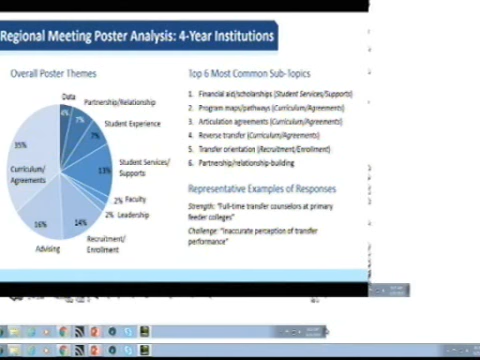 Regional Meeting Poster Analysis: 4-Year Institutions
Overall Poster Themes
Data
4%
Partnership/Relationship
7%
Student Experience
7%
Student Services/
Supports
13%
2% Faculty
2% Leadership
14%
Recruitment/
Enrollment
16%
Advising
35%
Curriculum/
Agreements
Top 6 Most Common Sub-Topics
1. Financial aid/scholarships (Student Services/Supports)
2. Program maps/pathways (Curriculum/Agreements)
3. Articulation agreements (Curriculum/Agreements)
4. Reverse transfer (Curriculum/Agreements)
5. Transfer orientation (Recruitment/Enrollment)
6. Partnership/relationship-building
Representative Examples of Responses
Strength: "Full-time transfer counselors at primary
feeder colleges"
Challenge: "Inaccurate perception of transfer
performance"